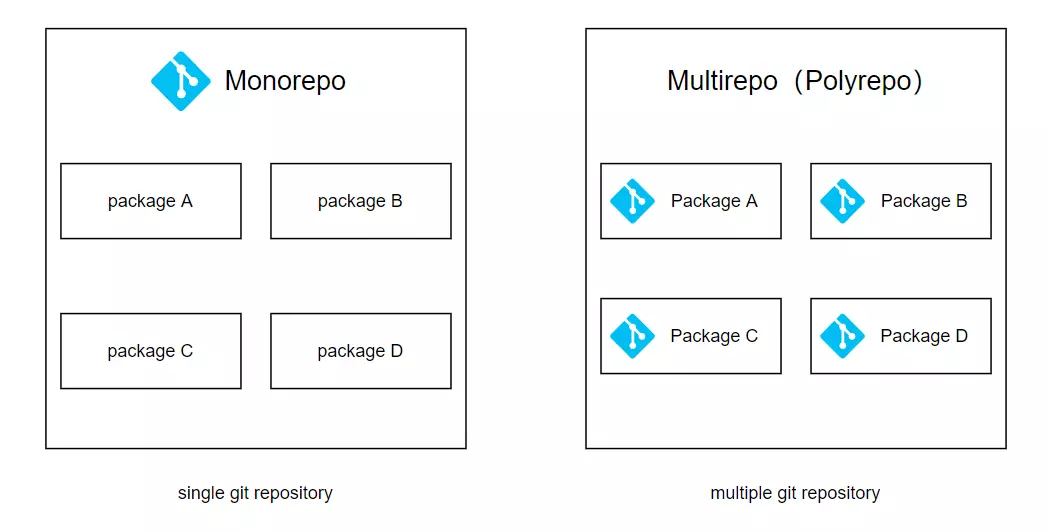 Monorepo
package A
package B
package C
package D
single git repository
Multirepo（Polyrepo）
Package A
Package B
Package C
Package D
multiple git repository